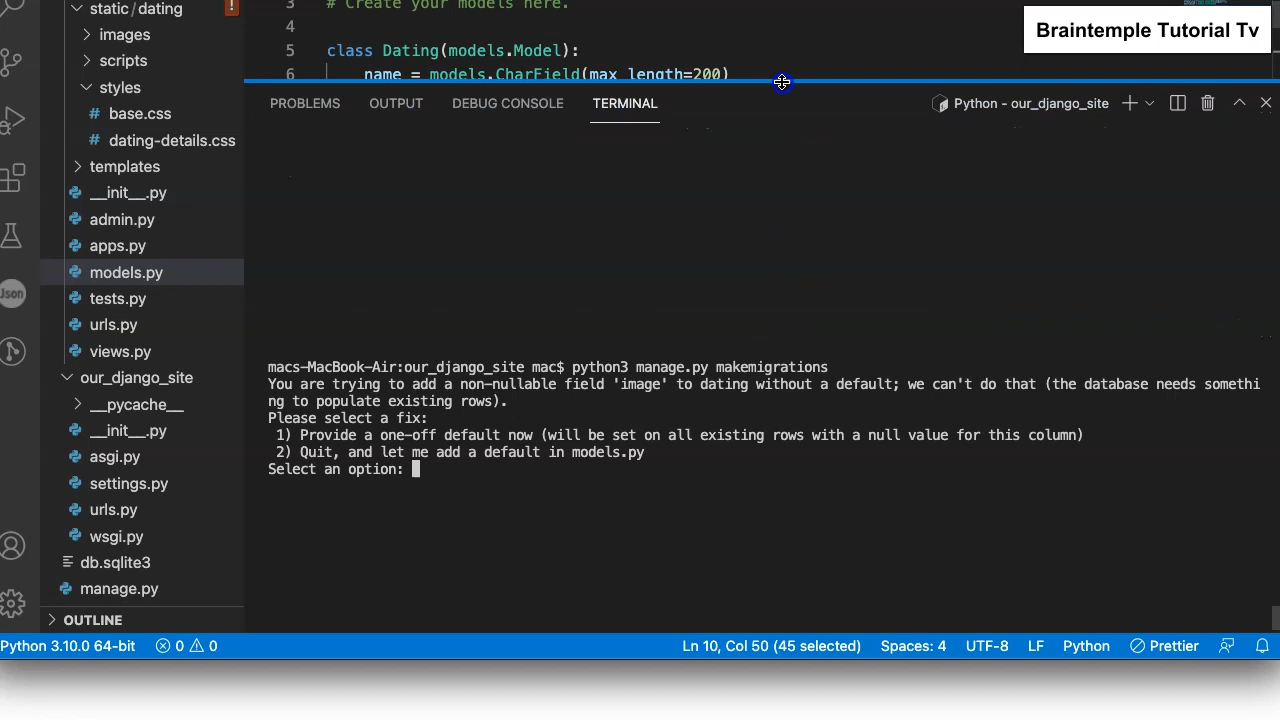 static/dating
!
3 # Create your models here.
Braintemple Tutorial Tv
images
4
scripts
5 class Dating(models.Model):
6 name = models.CharField(max_length=200)
styles
# base.css
# dating-details.css
templates
__init__.py
admin.py
apps.py
models.py
tests.py
urls.py
views.py
our_django_site
__pycache__
__init__.py
asgi.py
settings.py
urls.py
wsgi.py
db.sqlite3
manage.py
OUTLINE
Json
PROBLEMS OUTPUT DEBUG CONSOLE TERMINAL Python - our_django_site
macs-MacBook-Air:our_django_site mac$ python3 manage.py makemigrations
You are trying to add a non-nullable field 'image' to dating without a default; we can't do that (the database needs somethi
ng to populate existing rows).
Please select a fix:
1) Provide a one-off default now (will be set on all existing rows with a null value for this column)
2) Quit, and let me add a default in models.py
Select an option:
Python 3.10.0 64-bit 0 0 Ln 10, Col 50 (45 selected) Spaces: 4 UTF-8 LF Python Prettier